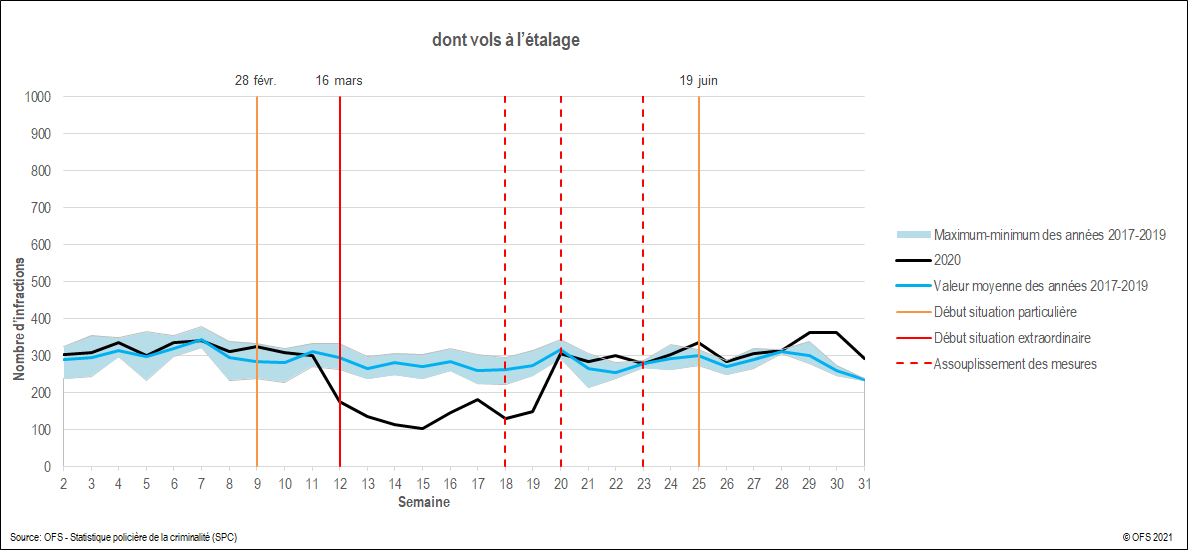 dont vols à l'étalage
28 févr.
16 mars
19 juin
1000
900
800
700
600
500
400
300
200
100
0
Nombre d'infractions
2 3 4 5 6 7 8 9 10 11 12 13 14 15 16 17 18 19 20 21 22 23 24 25 26 27 28 29 30 31
Semaine
Maximum-minimum des années 2017-2019
2020
Valeur moyenne des années 2017-2019
Début situation particulière
Début situation extraordinaire
Assouplissement des mesures
Source: OFS - Statistique policière de la criminalité (SPC)
© OFS 2021